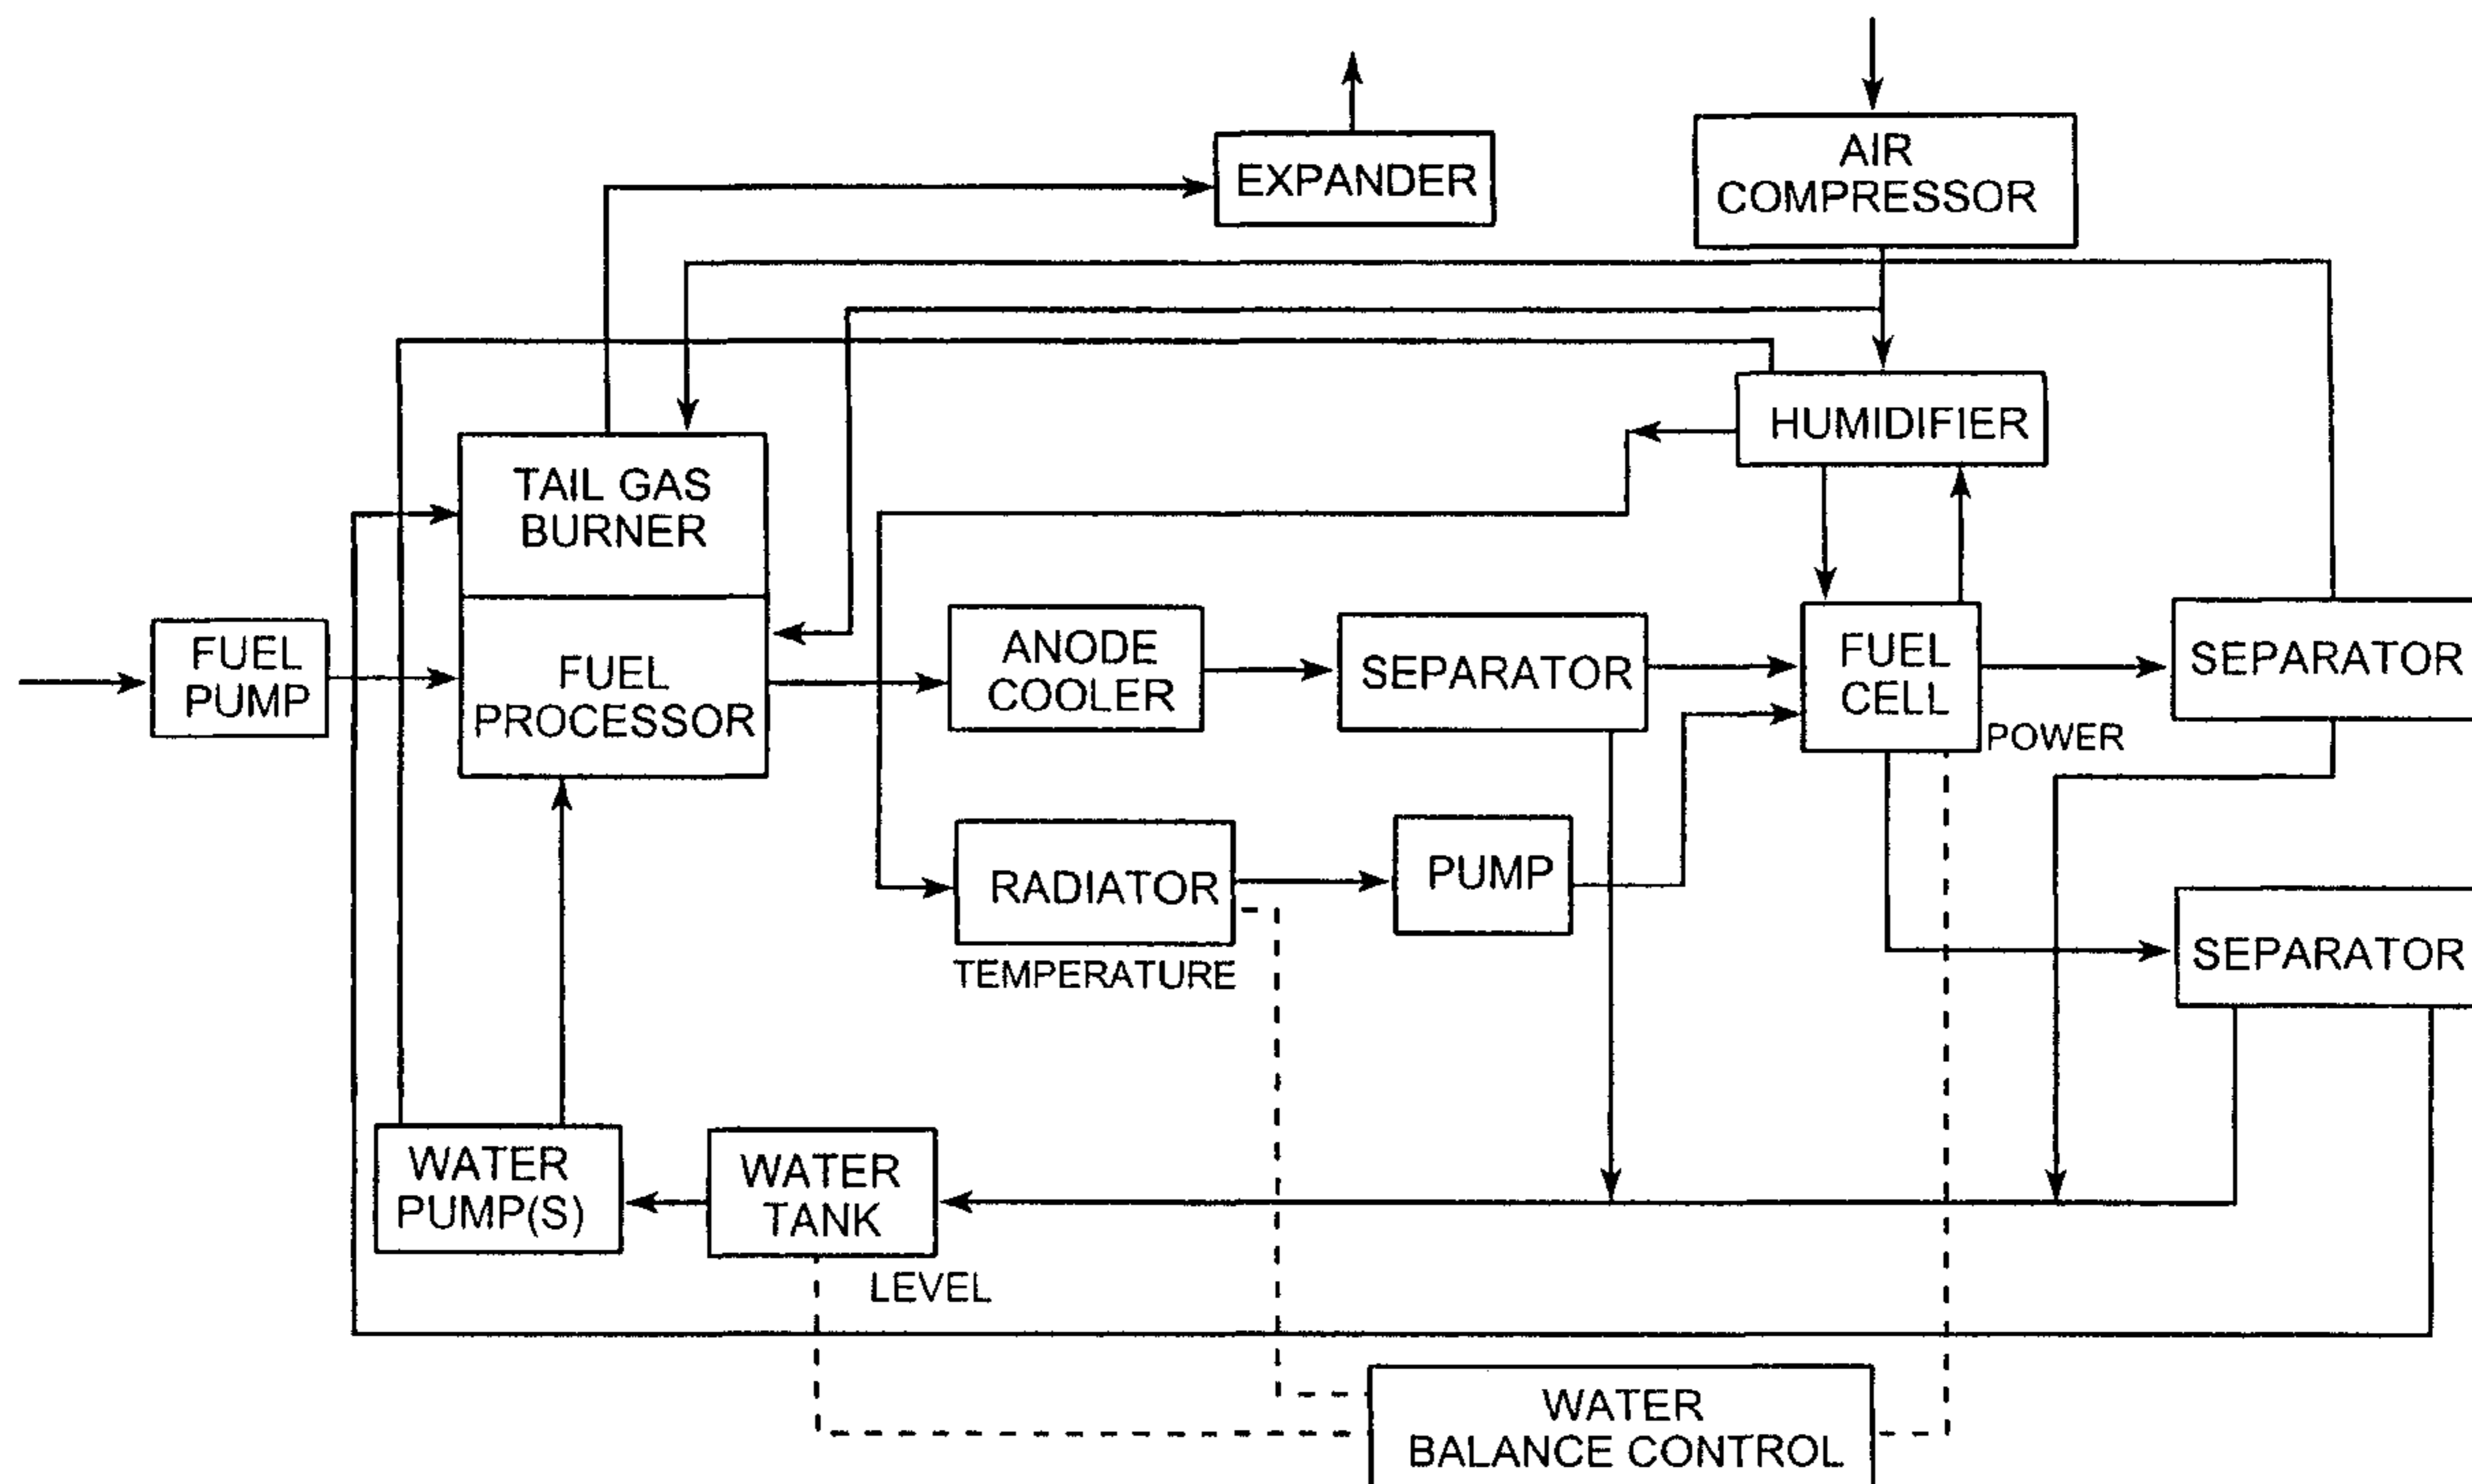 EXPANDER
AIR
COMPRESSOR
HUMIDIFIER
TAIL GAS
BURNER
FUEL
PUMP
FUEL
PROCESSOR
ANODE
COOLER
SEPARATOR
FUEL
CELL
POWER
SEPARATOR
RADIATOR
TEMPERATURE
PUMP
SEPARATOR
WATER
PUMP(S)
WATER
TANK
LEVEL
WATER
BALANCE CONTROL